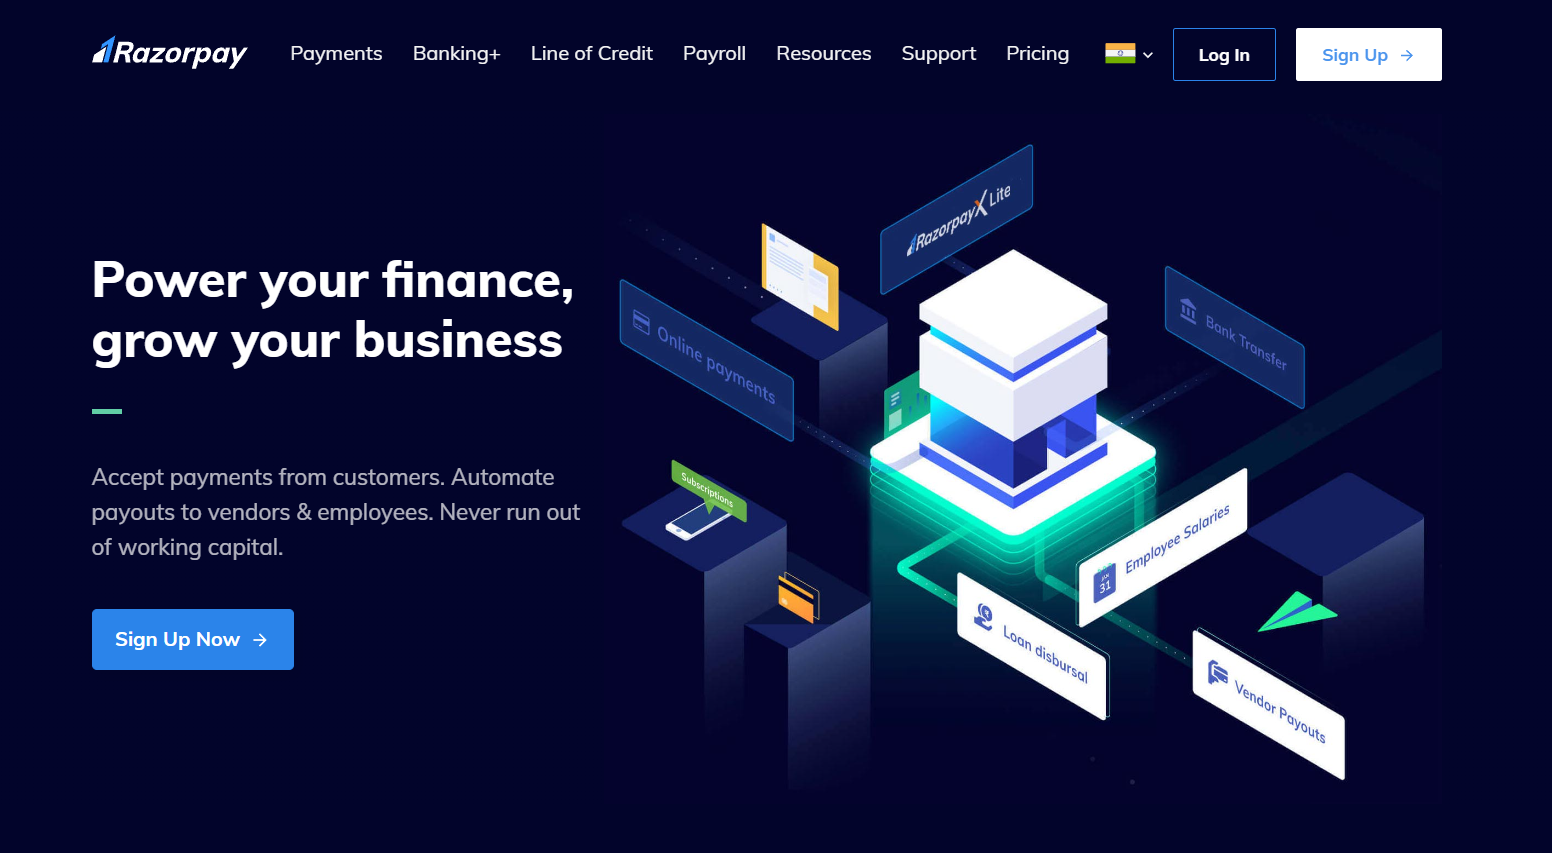 Razorpay
Payments
Banking+
Line of Credit
Payroll
Resources
Support
Pricing
Log In
Sign Up
Power your finance,
grow your business
Accept payments from customers. Automate
payouts to vendors & employees. Never run out
of working capital.
Sign Up Now
RazorpayX Lite
Online payments
Bank Transfer
Subscriptions
Employee Salaries
31
Loan disbursal
Vendor Payouts